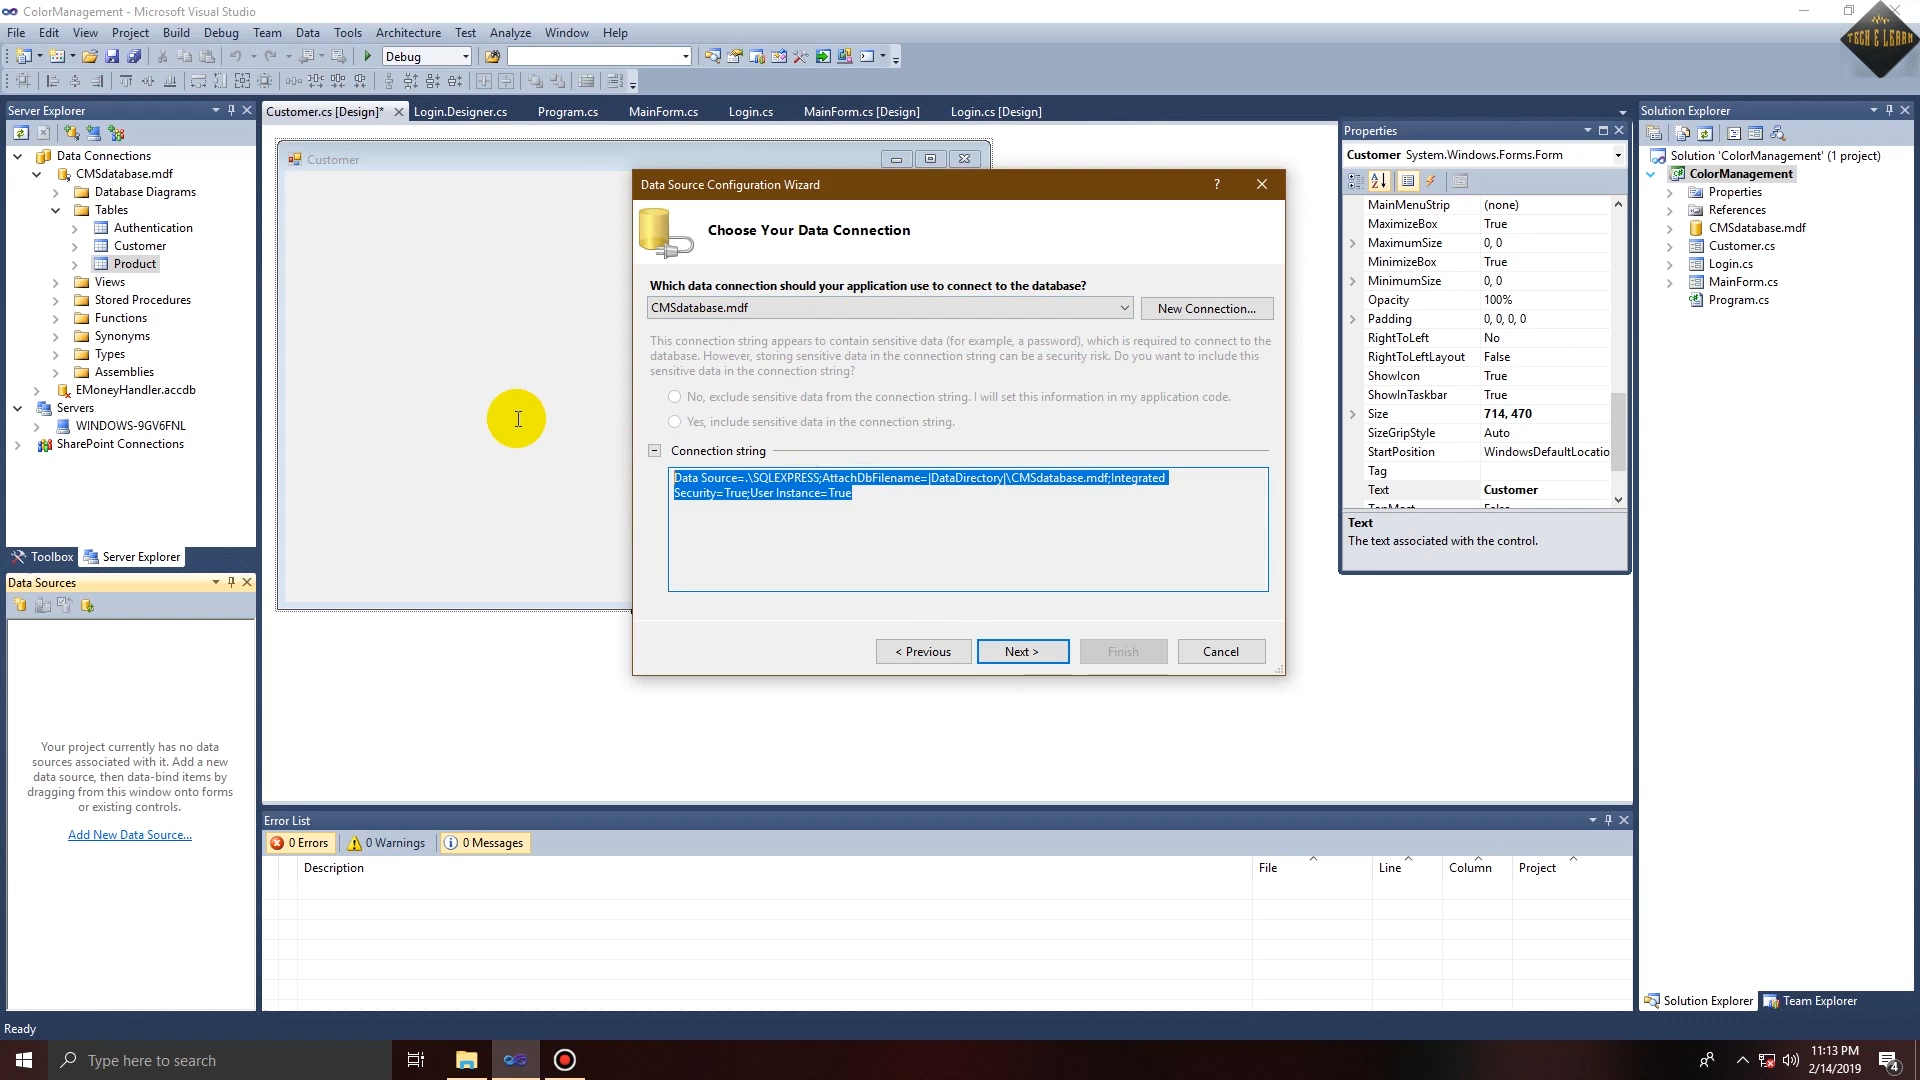 ColorManagement - Microsoft Visual Studio
TECH E LEARN
File Edit View Project Build Debug Team Data Tools Architecture Test Analyze Window Help
Debug
Server Explorer
Data Connections
CMSdatabase.mdf
Database Diagrams
Tables
Authentication
Customer
Product
Views
Stored Procedures
Functions
Synonyms
Types
Assemblies
EMoneyHandler.accdb
Servers
WINDOWS-9GV6FNL
SharePoint Connections
Toolbox Server Explorer
Data Sources
Your project currently has no data
sources associated with it. Add a new
data source, then data-bind items by
dragging from this window onto forms
or existing controls.
Add New Data Source...
Customer.cs [Design]* Login.Designer.cs Program.cs MainForm.cs Login.cs MainForm.cs [Design] Login.cs [Design]
Customer
Data Source Configuration Wizard
Choose Your Data Connection
Which data connection should your application use to connect to the database?
CMSdatabase.mdf
New Connection...
This connection string appears to contain sensitive data (for example, a password), which is required to connect to the
database. However, storing sensitive data in the connection string can be a security risk. Do you want to include this
sensitive data in the connection string?
No, exclude sensitive data from the connection string. I will set this information in my application code.
Yes, include sensitive data in the connection string.
Connection string
Data Source=.\SQLEXPRESS;AttachDbFilename=|DataDirectory|\CMSdatabase.mdf;Integrated
Security=True;User Instance=True
< Previous Next > Finish Cancel
Properties
Customer System.Windows.Forms.Form
MainMenuStrip (none)
MaximizeBox True
MaximumSize 0, 0
MinimizeBox True
MinimumSize 0, 0
Opacity 100%
Padding 0, 0, 0, 0
RightToLeft No
RightToLeftLayout False
ShowIcon True
ShowInTaskbar True
Size 714, 470
SizeGripStyle Auto
StartPosition WindowsDefaultLocatio
Tag
Text Customer
TopMost False
Text
The text associated with the control.
Solution Explorer
Solution 'ColorManagement' (1 project)
ColorManagement
Properties
References
CMSdatabase.mdf
Customer.cs
Login.cs
MainForm.cs
Program.cs
Solution Explorer Team Explorer
Error List
0 Errors 0 Warnings 0 Messages
Description File Line Column Project
Ready
Type here to search
11:13 PM
2/14/2019
4